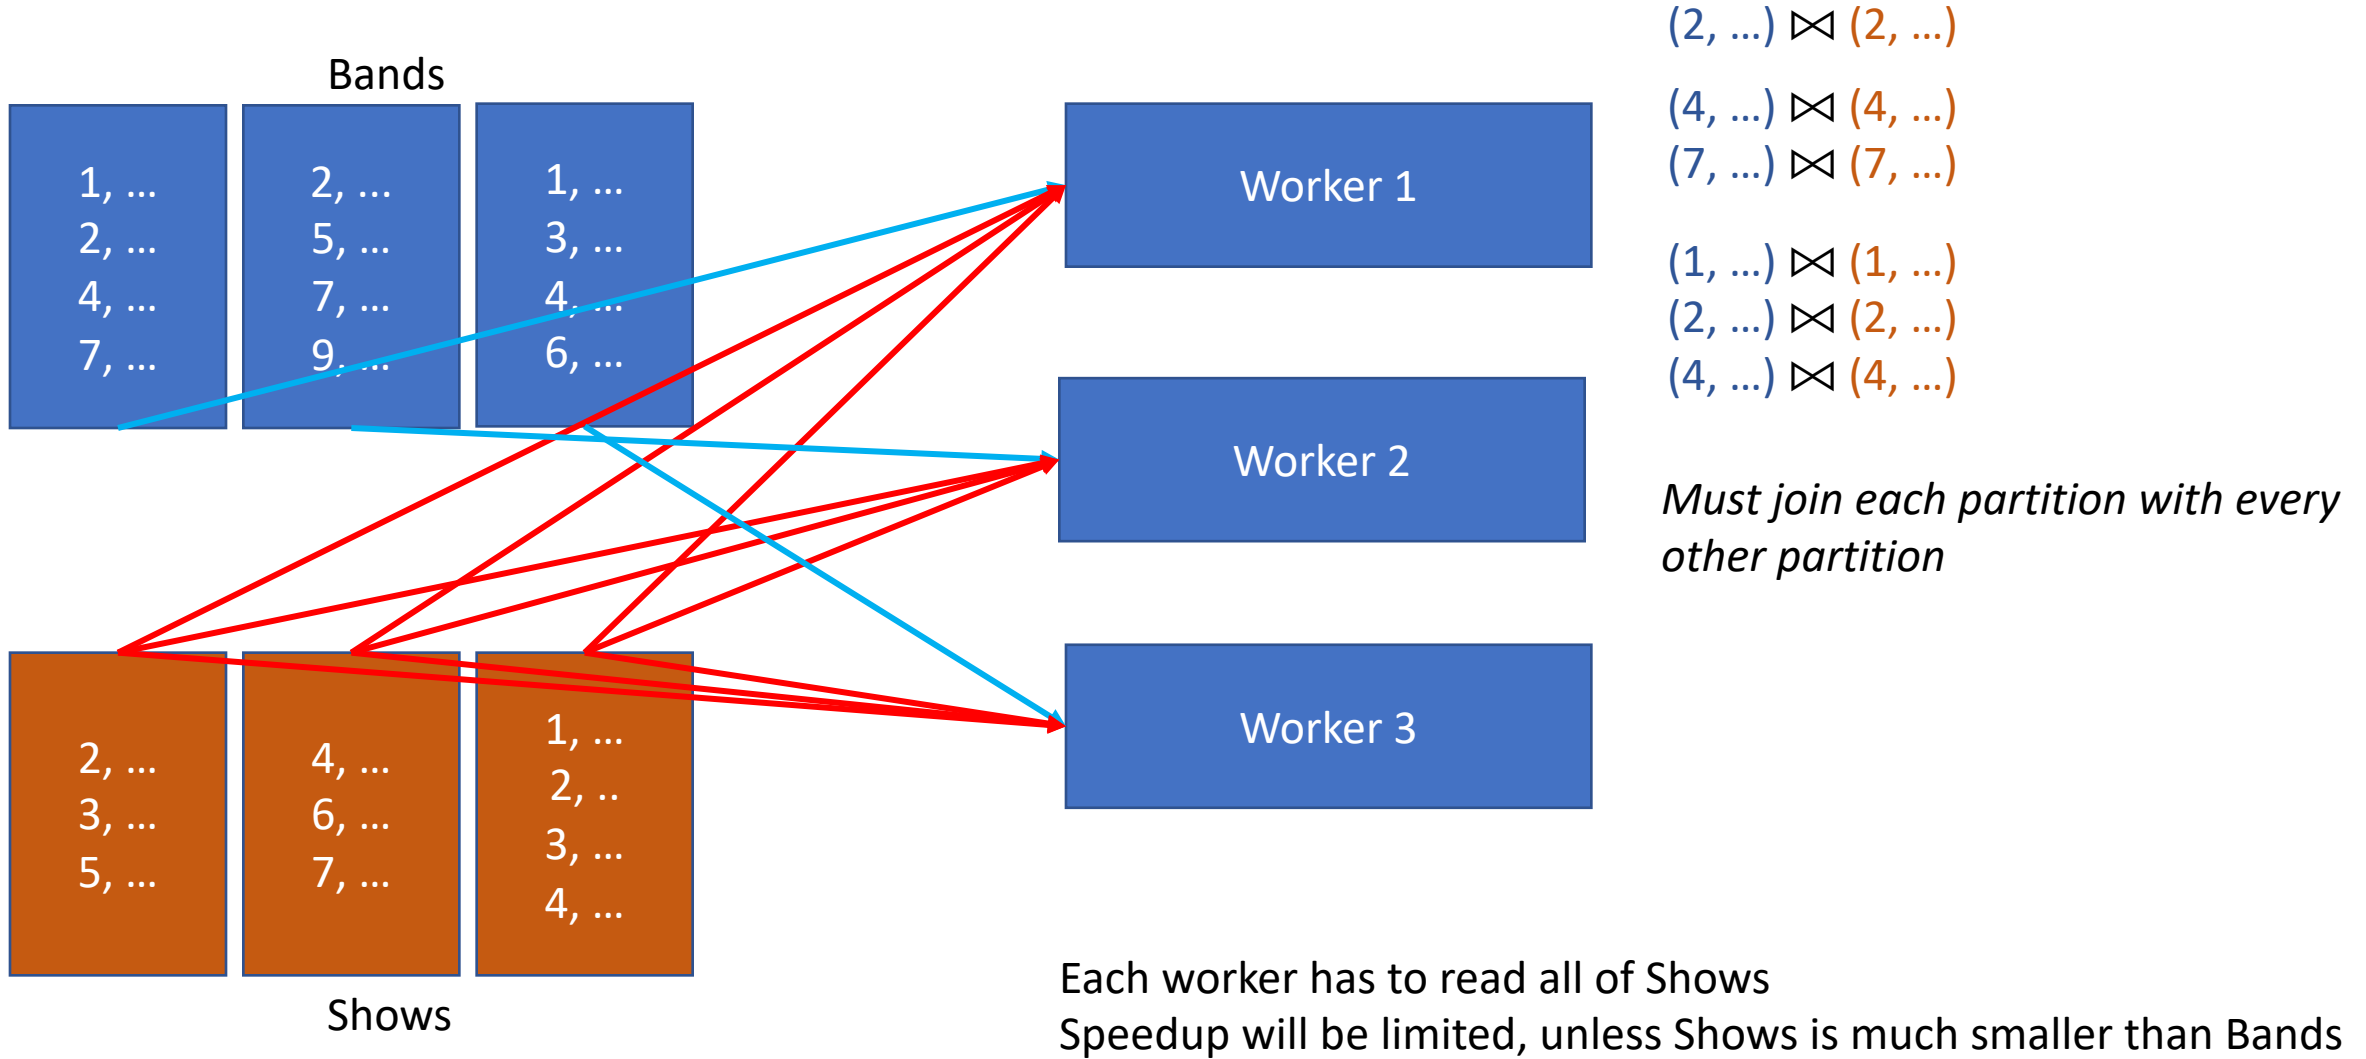 Bands
1, ...
2, ...
4, ...
7, ...
2, ...
5, ...
7, ...
9, ...
1, ...
3, ...
4, ...
6, ...
Worker 1
Worker 2
Worker 3
2, ...
3, ...
5, ...
4, ...
6, ...
7, ...
1, ...
2, ..
3, ...
4, ...
Shows
(2, ...) ⋈ (2, ...)
(4, ...) ⋈ (4, ...)
(7, ...) ⋈ (7, ...)
(1, ...) ⋈ (1, ...)
(2, ...) ⋈ (2, ...)
(4, ...) ⋈ (4, ...)
Must join each partition with every
other partition
Each worker has to read all of Shows
Speedup will be limited, unless Shows is much smaller than Bands